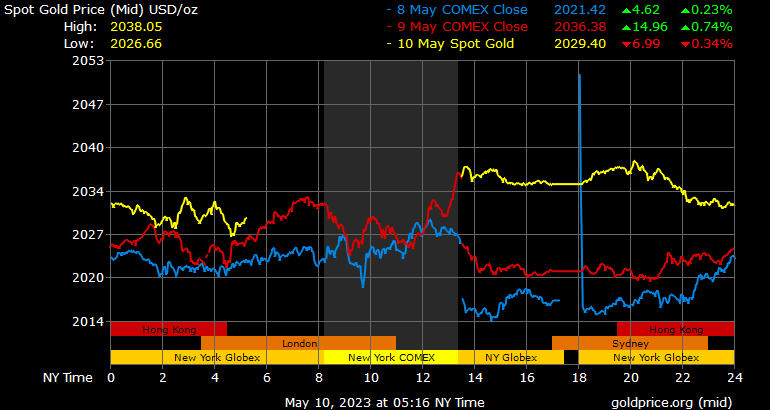 Spot Gold Price (Mid) USD/oz - 8 May COMEX Close 2021.42 ▲4.62 ▲0.23%
High: 2038.05 - 9 May COMEX Close 2036.38 ▲14.96 ▲0.74%
Low: 2026.66 - 10 May Spot Gold 2029.40 ▼6.99 ▼0.34%
2053
2047
2040
2034
2027
2020
2014
Hong Kong Hong Kong
London Sydney
New York Globex New York COMEX NY Globex New York Globex
NY Time 0 2 4 6 8 10 12 14 16 18 20 22 24
May 10, 2023 at 05:16 NY Time goldprice.org (mid)